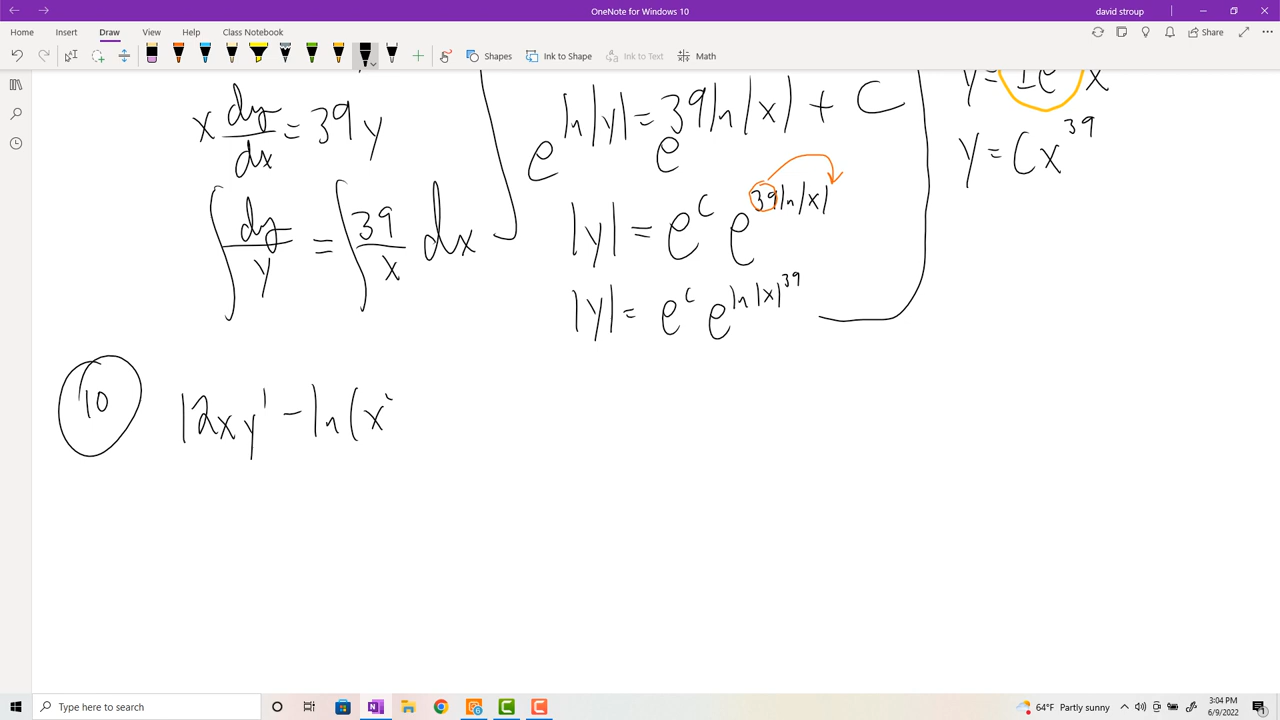 OneNote for Windows 10
david stroup
Home Insert Draw View Help Class Notebook
Shapes Ink to Shape Ink to Text Math Share
x dy/dx = 39y
∫ dy/y = ∫ 39/x dx
e^ln|y| = e^39ln|x| + C
|y| = e^c e^39ln|x|
|y| = e^c e^ln|x|^39
y = ±e^c x
y = Cx^39
10 12xy' - ln(x
Type here to search
64°F Partly sunny
3:04 PM
6/9/2022